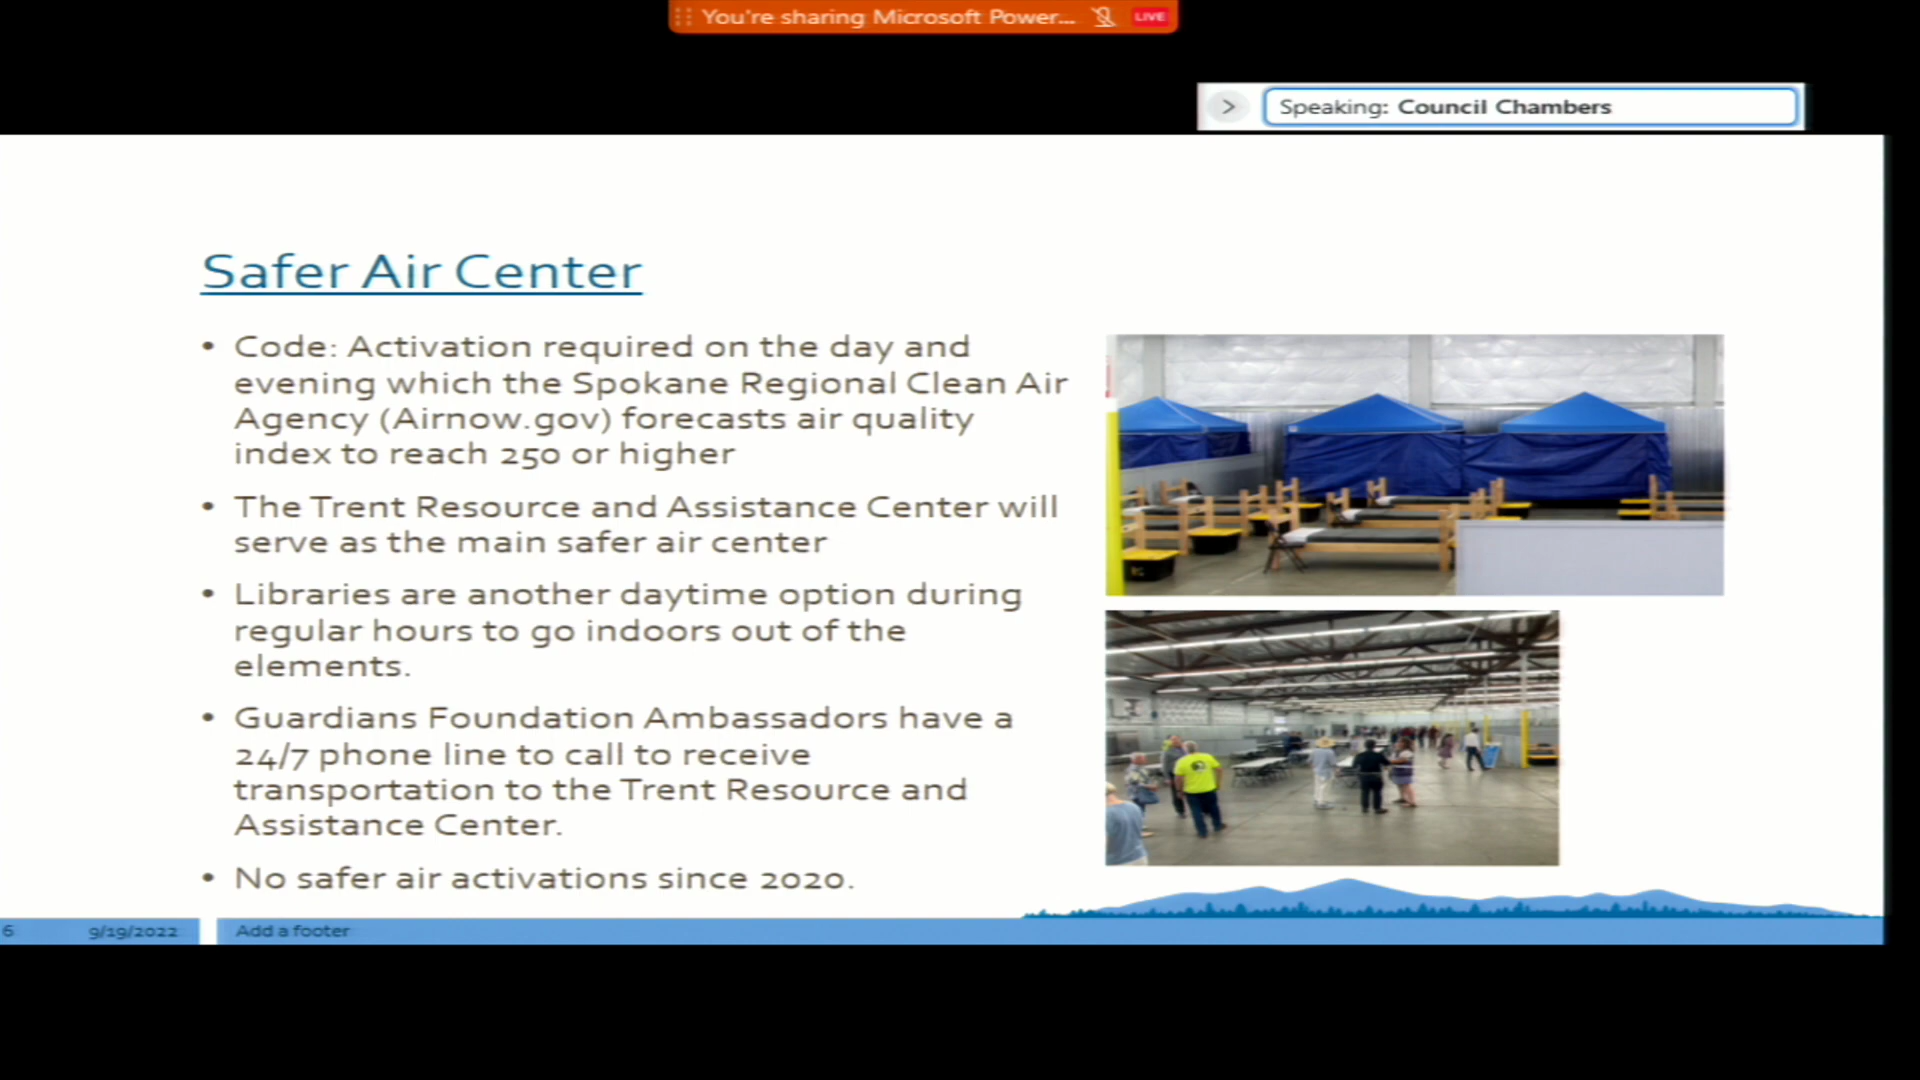 You're sharing Microsoft Power...
LIVE
Speaking: Council Chambers
Safer Air Center
• Code: Activation required on the day and
evening which the Spokane Regional Clean Air
Agency (Airnow.gov) forecasts air quality
index to reach 250 or higher
• The Trent Resource and Assistance Center will
serve as the main safer air center
• Libraries are another daytime option during
regular hours to go indoors out of the
elements.
• Guardians Foundation Ambassadors have a
24/7 phone line to call to receive
transportation to the Trent Resource and
Assistance Center.
• No safer air activations since 2020.
6
9/19/2022
Add a footer